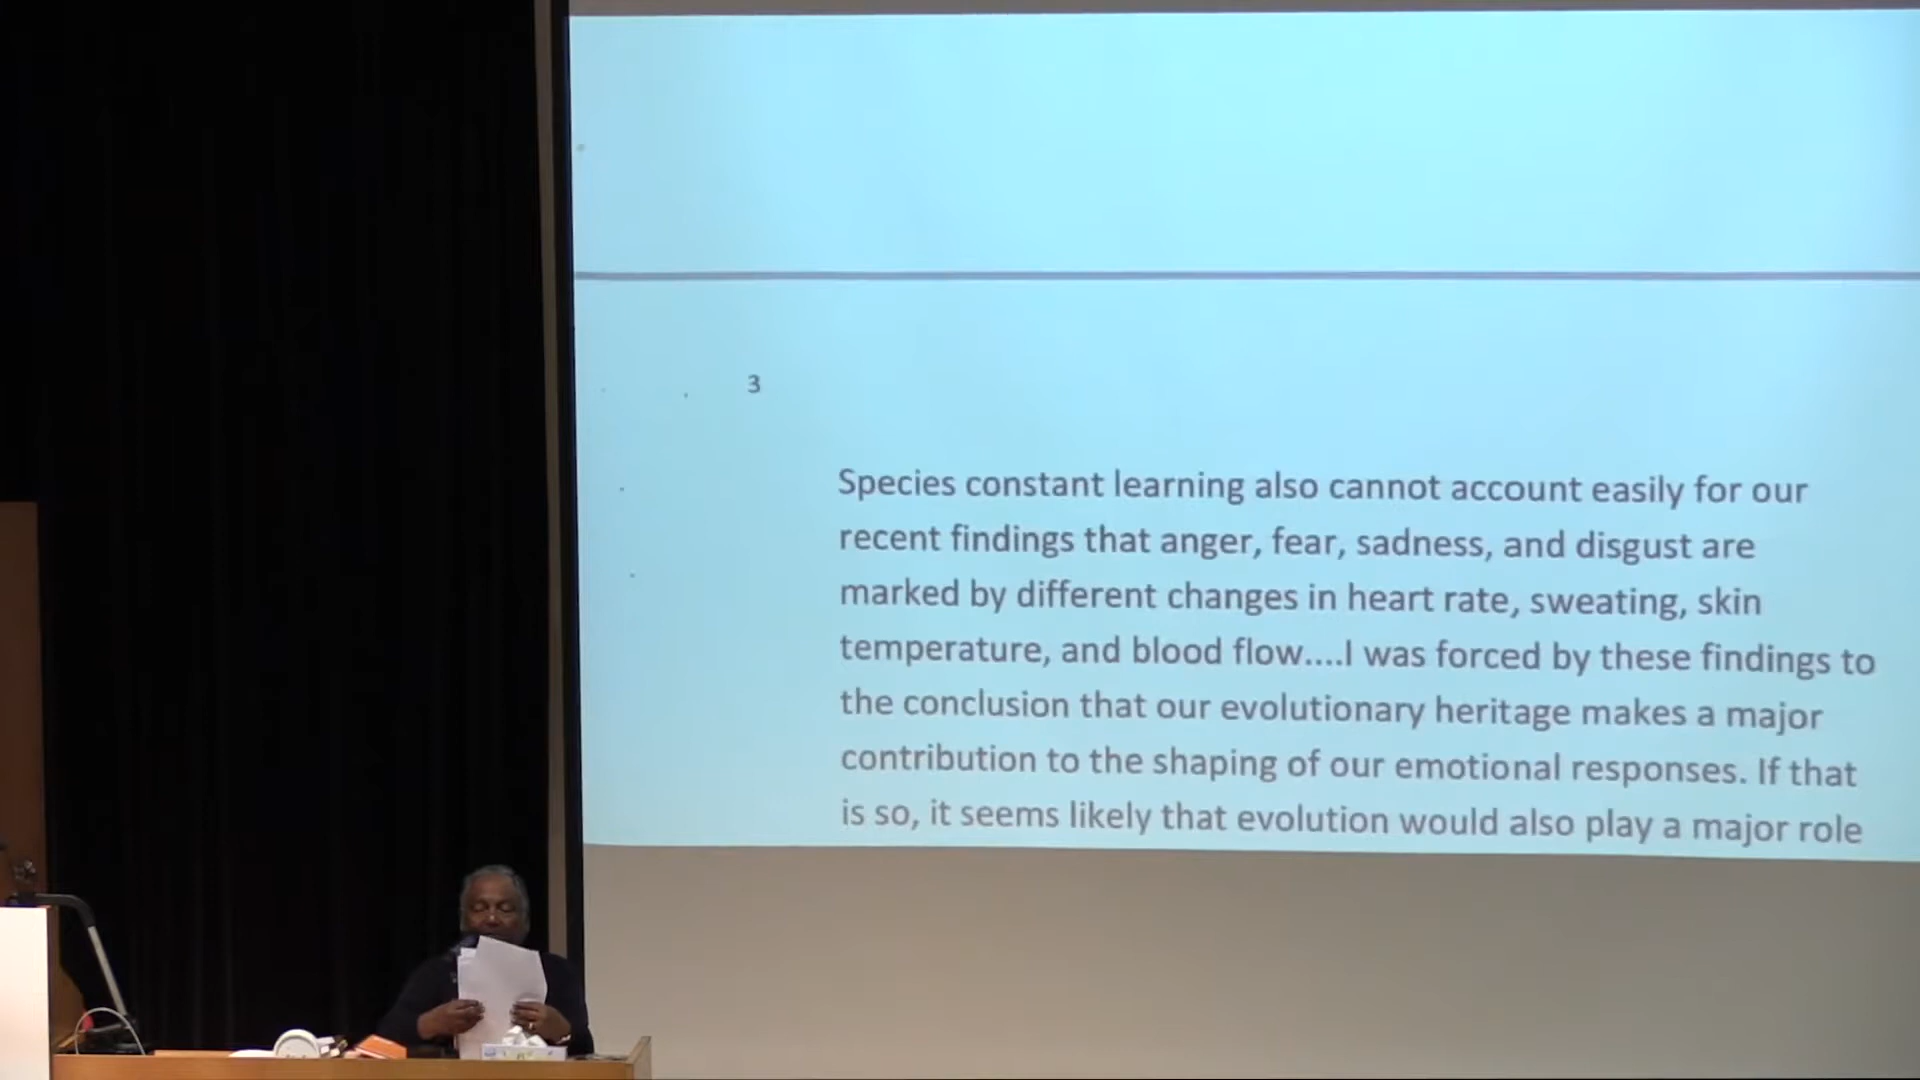 3
Species constant learning also cannot account easily for our
recent findings that anger, fear, sadness, and disgust are
marked by different changes in heart rate, sweating, skin
temperature, and blood flow....I was forced by these findings to
the conclusion that our evolutionary heritage makes a major
contribution to the shaping of our emotional responses. If that
is so, it seems likely that evolution would also play a major role